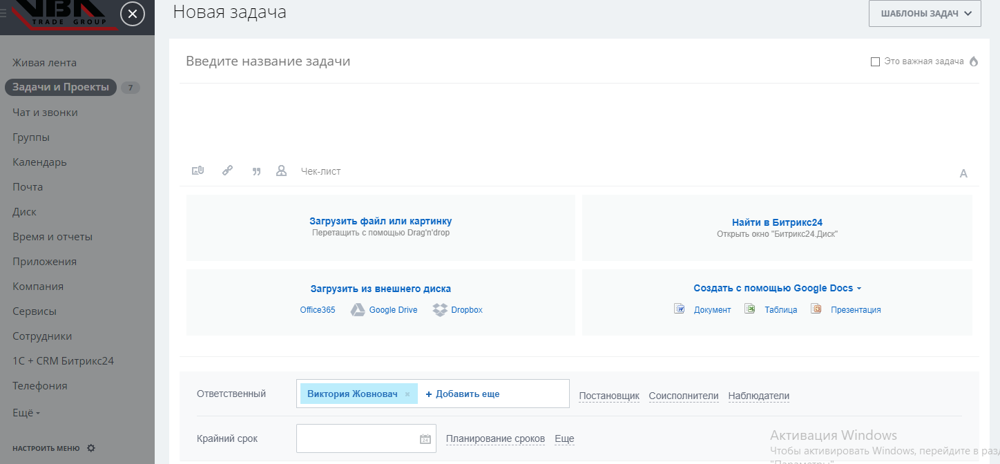 VBK
TRADE GROUP
Новая задача
ШАБЛОНЫ ЗАДАЧ
Живая лента
Задачи и Проекты 7
Чат и звонки
Группы
Календарь
Почта
Диск
Время и отчеты
Приложения
Компания
Сервисы
Сотрудники
1С + CRM Битрикс24
Телефония
Ещё
НАСТРОИТЬ МЕНЮ
Введите название задачи
Это важная задача
Чек-лист
A
Загрузить файл или картинку
Перетащить с помощью Drag'n'drop
Найти в Битрикс24
Открыть окно "Битрикс24.Диск"
Загрузить из внешнего диска
Office365 Google Drive Dropbox
Создать с помощью Google Docs
Документ Таблица Презентация
Ответственный Виктория Жовновач × + Добавить еще Постановщик Соисполнители Наблюдатели
Крайний срок 24 Планирование сроков Еще
Активация Windows
Чтобы активировать Windows, перейдите в разд
"Параметры".